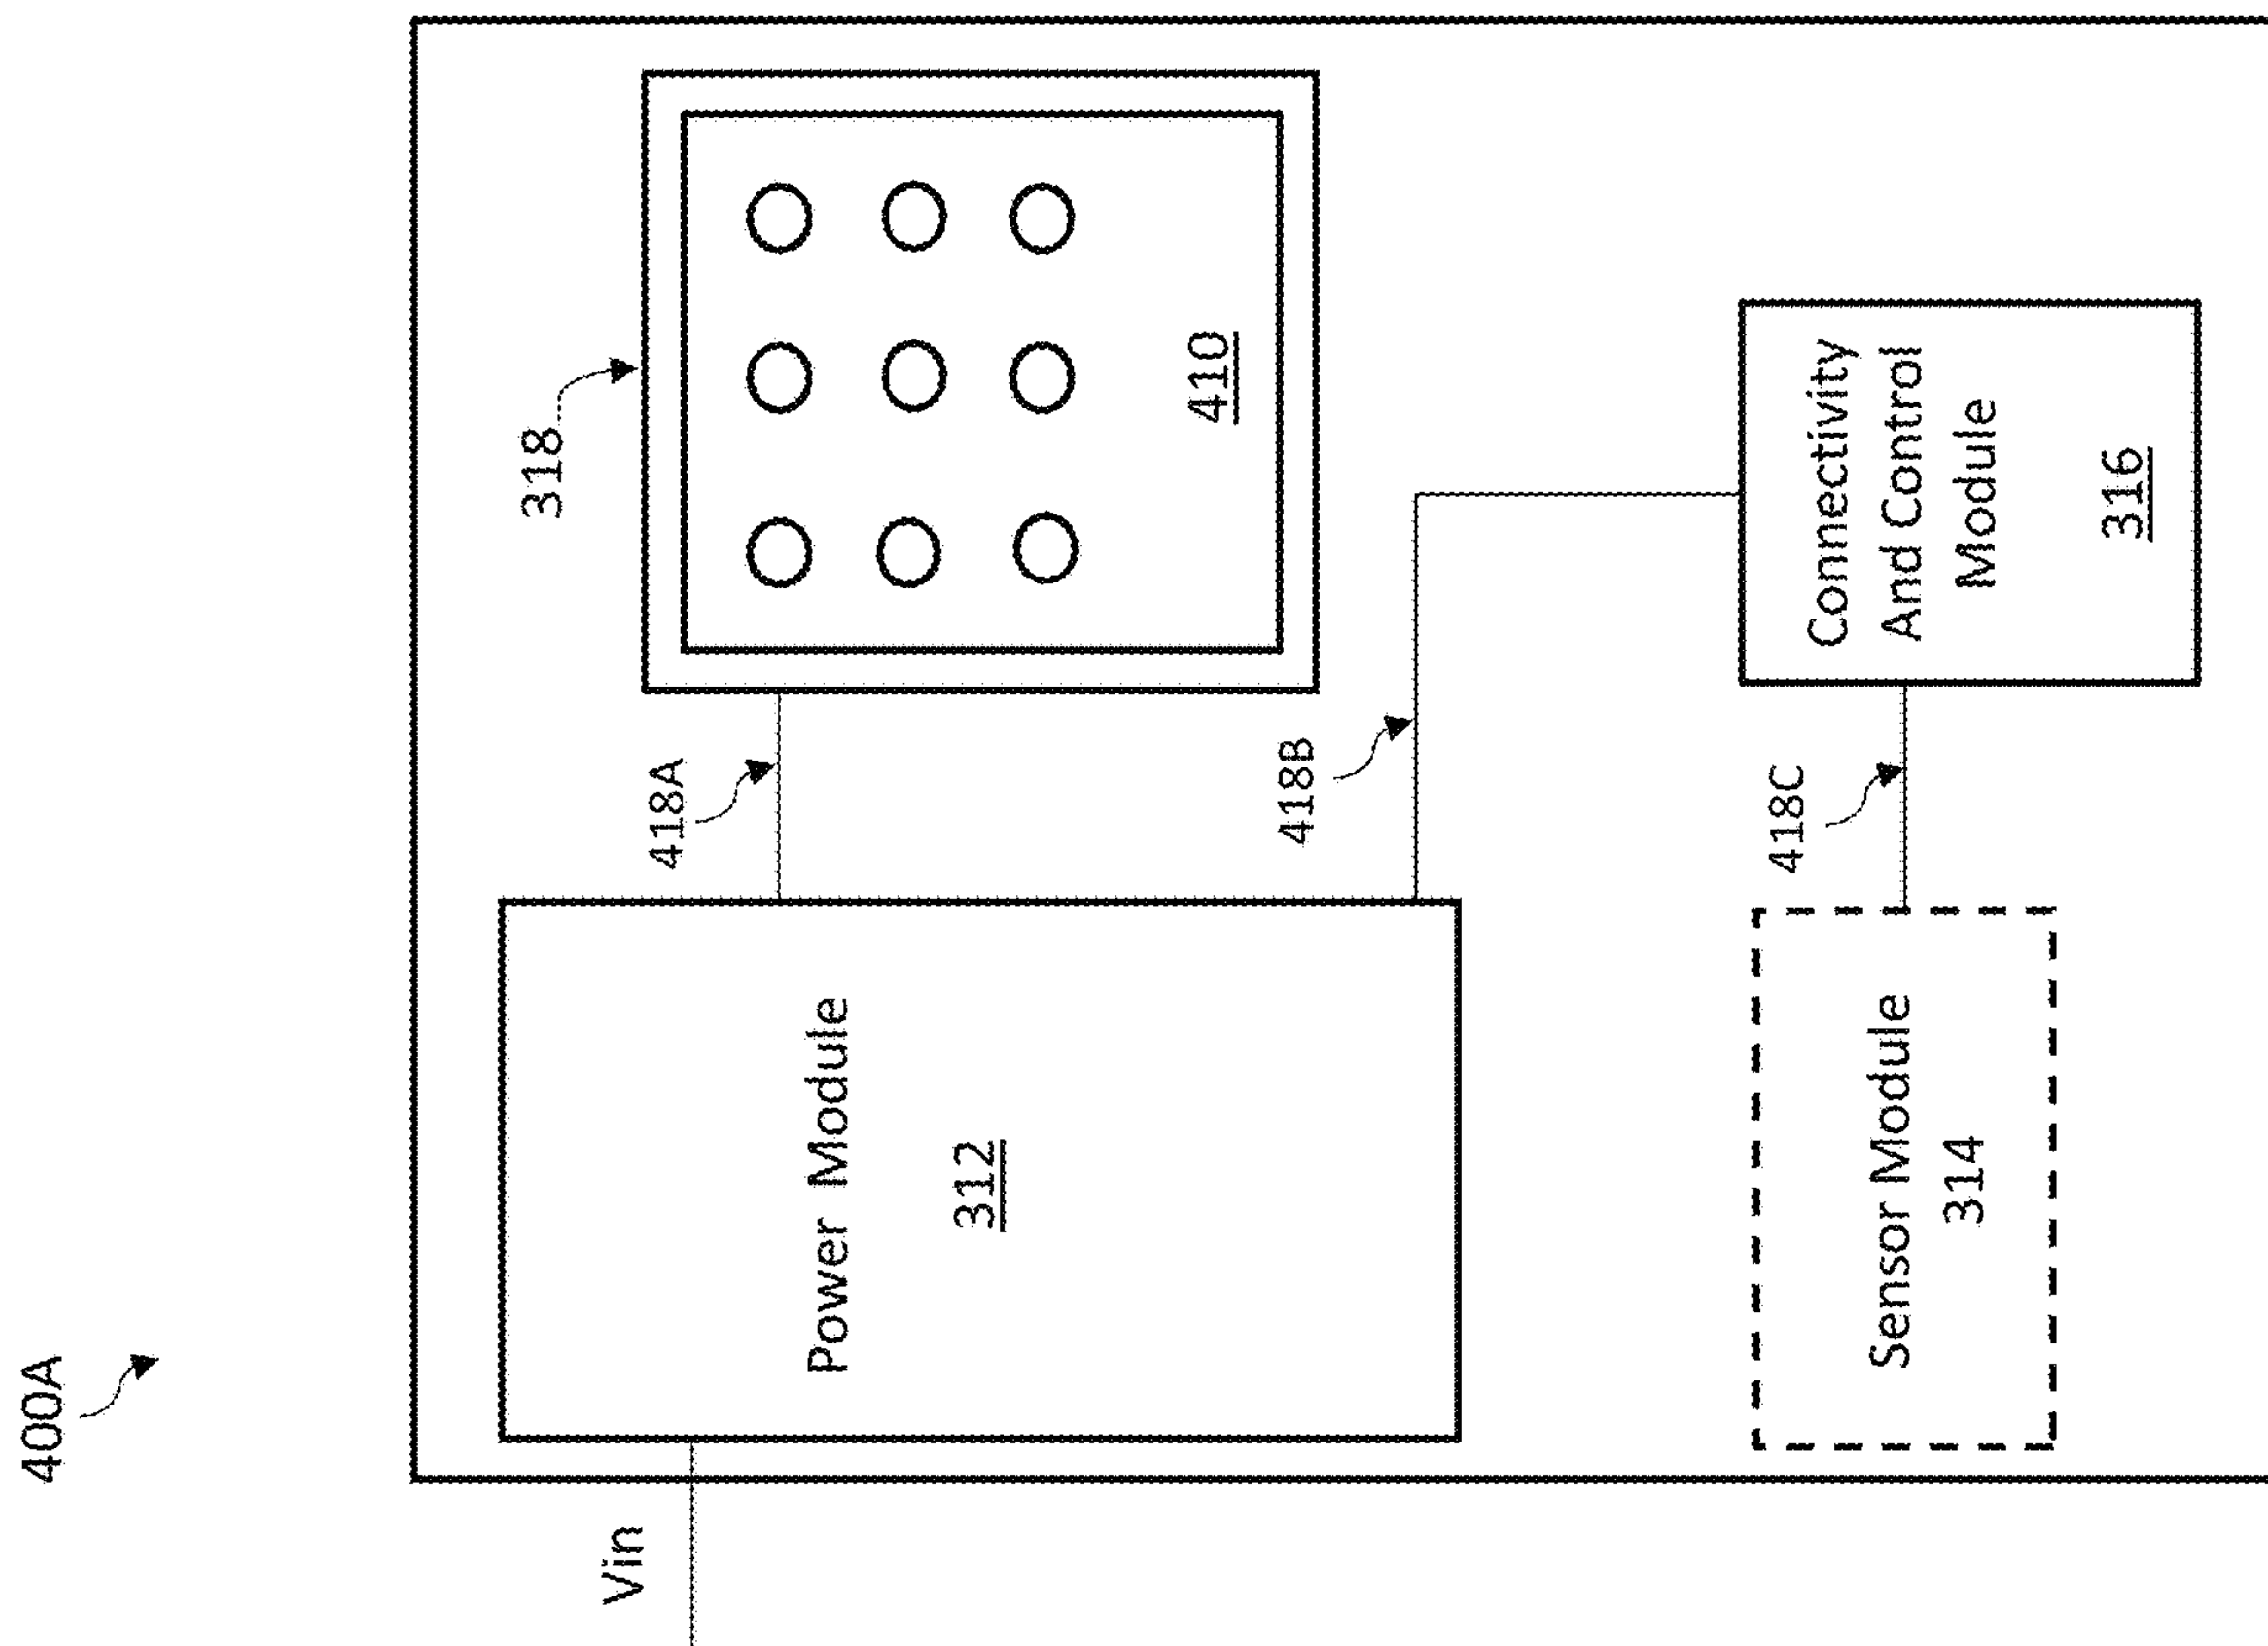 400A
Vin
Power Module
312
418A
318
410
418B
Sensor Module
314
418C
Connectivity
And Control
Module
316